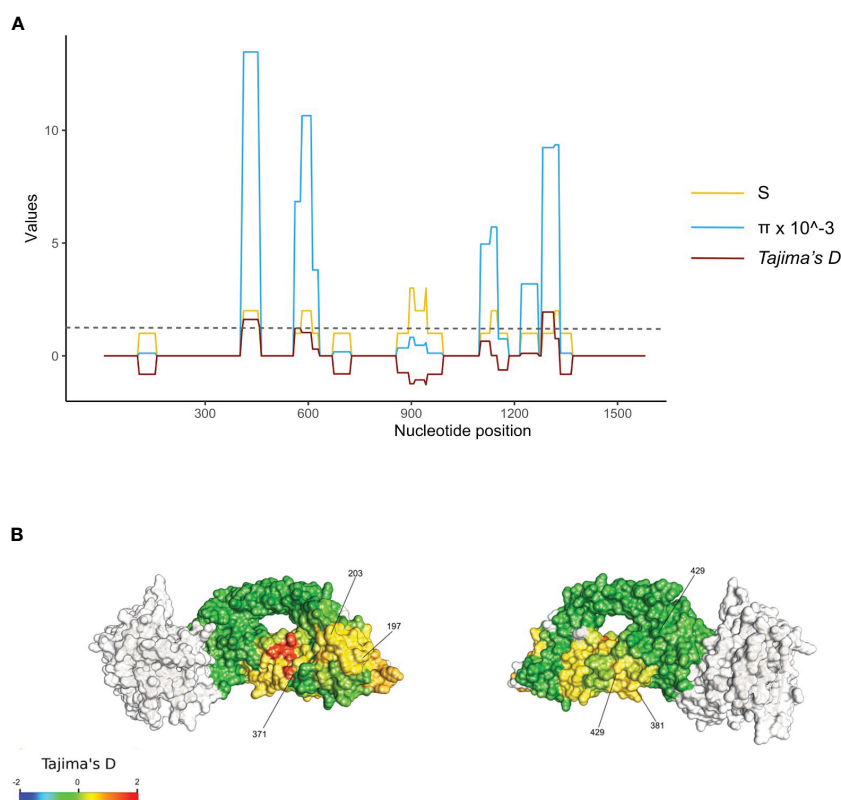 A
10
5
0
Values
300
600
900
1200
1500
Nucleotide position
S
π x 10^-3
Tajima's D
B
203
197
371
429
429
381
Tajima's D
-2
0
2